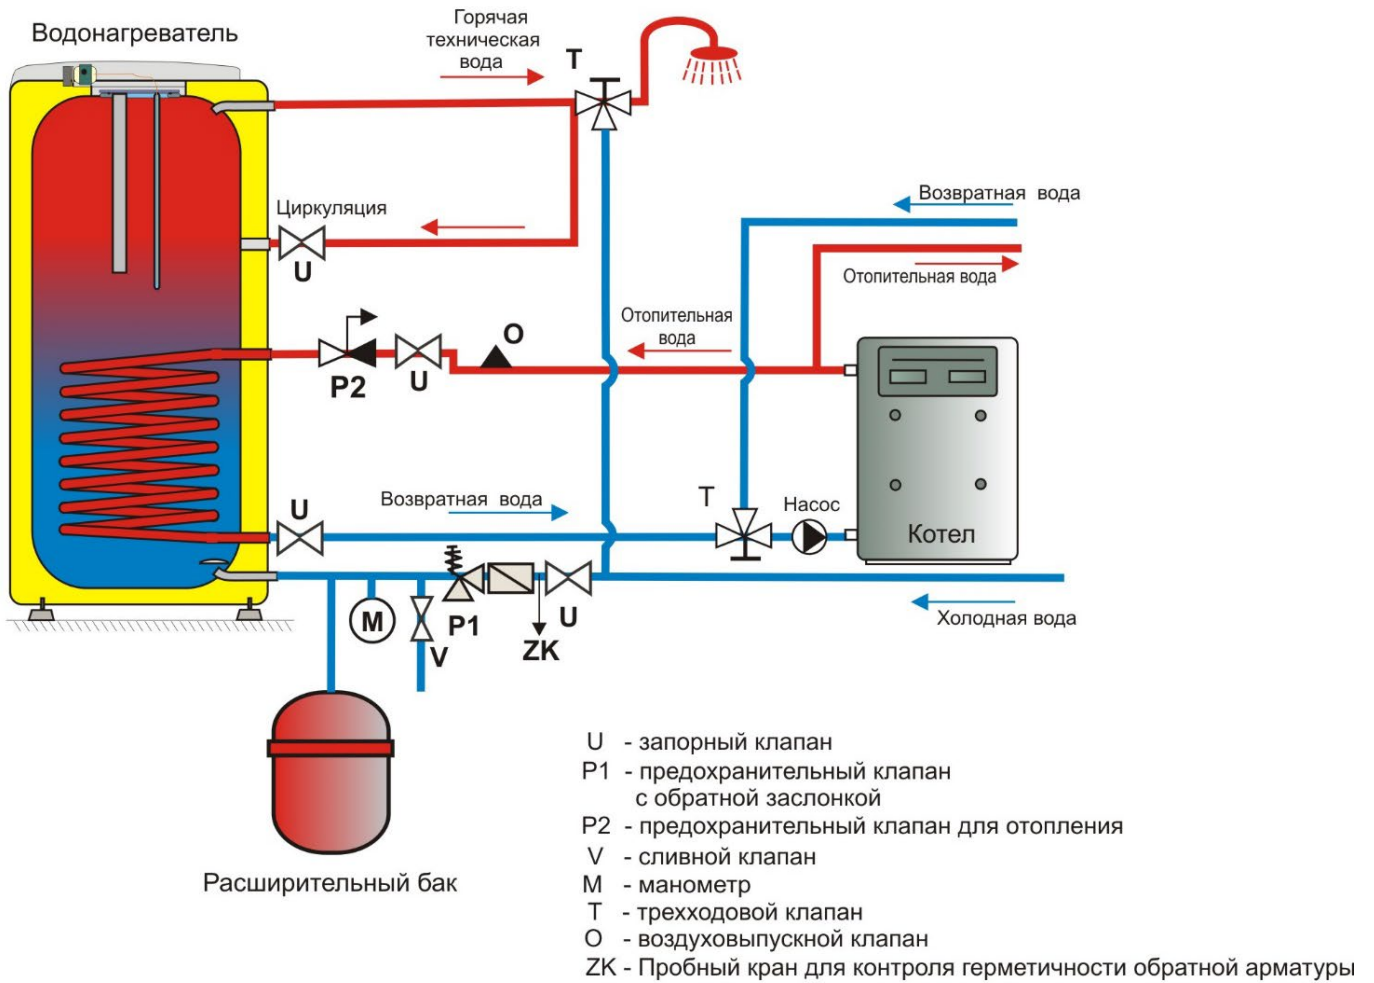 Водонагреватель
Горячая
техническая
вода
T
Циркуляция
U
Возвратная вода
Отопительная вода
Отопительная
вода
O
P2
U
Возвратная вода
U
T
Насос
Котел
M
V
P1
ZK
U
Холодная вода
Расширительный бак
U - запорный клапан
P1 - предохранительный клапан
с обратной заслонкой
P2 - предохранительный клапан для отопления
V - сливной клапан
M - манометр
T - трехходовой клапан
O - воздуховыпускной клапан
ZK - Пробный кран для контроля герметичности обратной арматуры